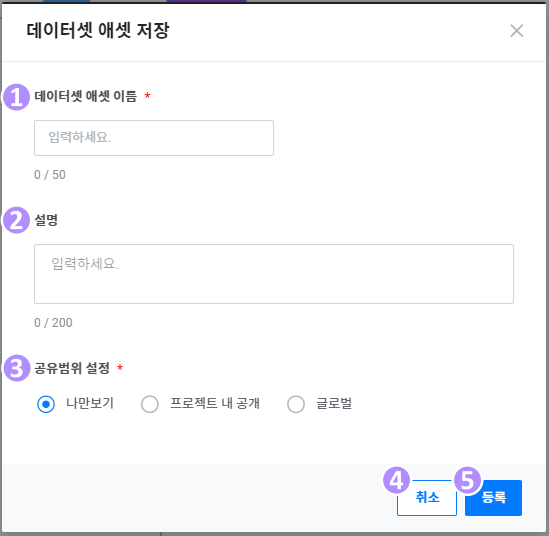 데이터셋 애셋 저장
1 데이터셋 애셋 이름 *
입력하세요.
0 / 50
2 설명
입력하세요.
0 / 200
3 공유범위 설정 *
나만보기 프로젝트 내 공개 글로벌
4 취소 5 등록